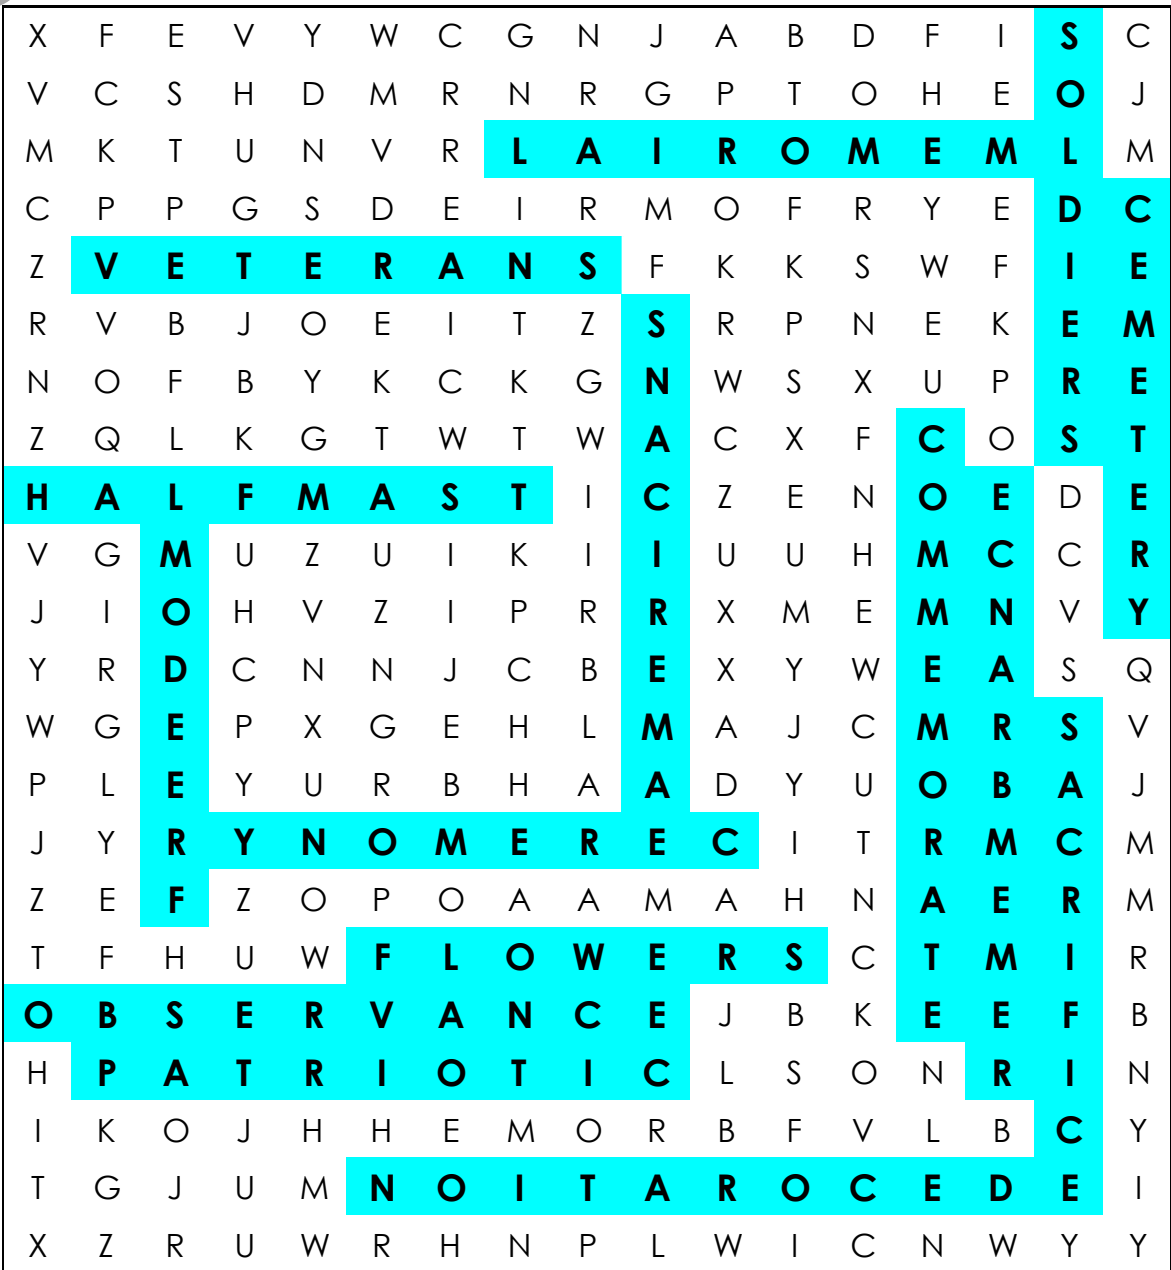 X F E V Y W C G N J A B D F I S C
V C S H D M R N R G P T O H E O J
M K T U N V R L A I R O M E M L M
C P P G S D E I R M O F R Y E D C
Z V E T E R A N S F K K S W F I E
R V B J O E I T Z S R P N E K E M
N O F B Y K C K G N W S X U P R E
Z Q L K G T W T W A C X F C O S T
H A L F M A S T I C Z E N O E D E
V G M U Z U I K I I U U H M C C R
J I O H V Z I P R R X M E M N V Y
Y R D C N N J C B E X Y W E A S Q
W G E P X G E H L M A J C M R S V
P L E Y U R B H A A D Y U O B A J
J Y R Y N O M E R E C I T R M C M
Z E F Z O P O A A M A H N A E R M
T F H U W F L O W E R S C T M I R
O B S E R V A N C E J B K E E F B
H P A T R I O T I C L S O N R I N
I K O J H H E M O R B F V L B C Y
T G J U M N O I T A R O C E D E I
X Z R U W R H N P L W I C N W Y Y